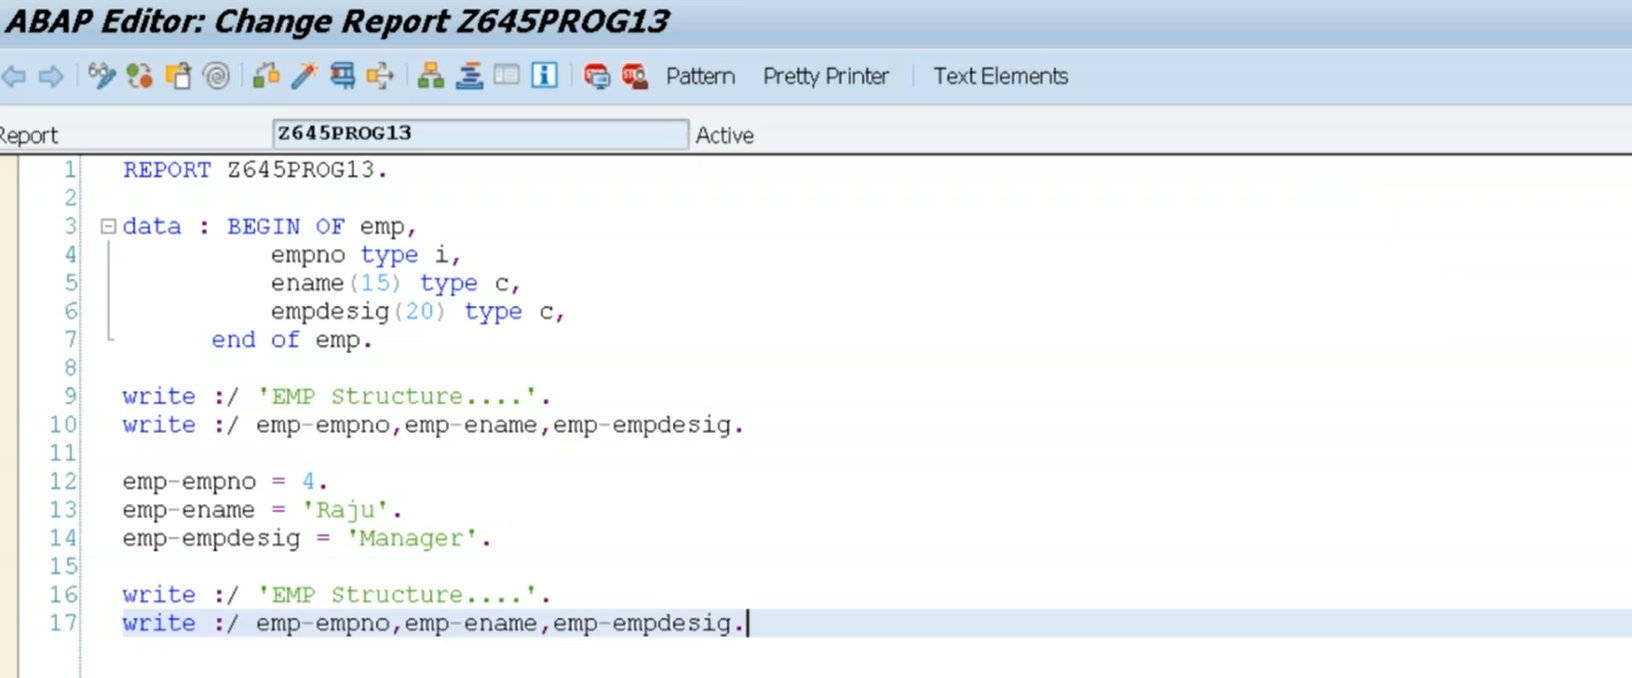 ABAP Editor: Change Report Z645PROG13
Pattern Pretty Printer Text Elements
Report Z645PROG13 Active
1 REPORT Z645PROG13.
2
3 data : BEGIN OF emp,
4 empno type i,
5 ename(15) type c,
6 empdesig(20) type c,
7 end of emp.
8
9 write :/ 'EMP Structure....'.
10 write :/ emp-empno,emp-ename,emp-empdesig.
11
12 emp-empno = 4.
13 emp-ename = 'Raju'.
14 emp-empdesig = 'Manager'.
15
16 write :/ 'EMP Structure....'.
17 write :/ emp-empno,emp-ename,emp-empdesig.